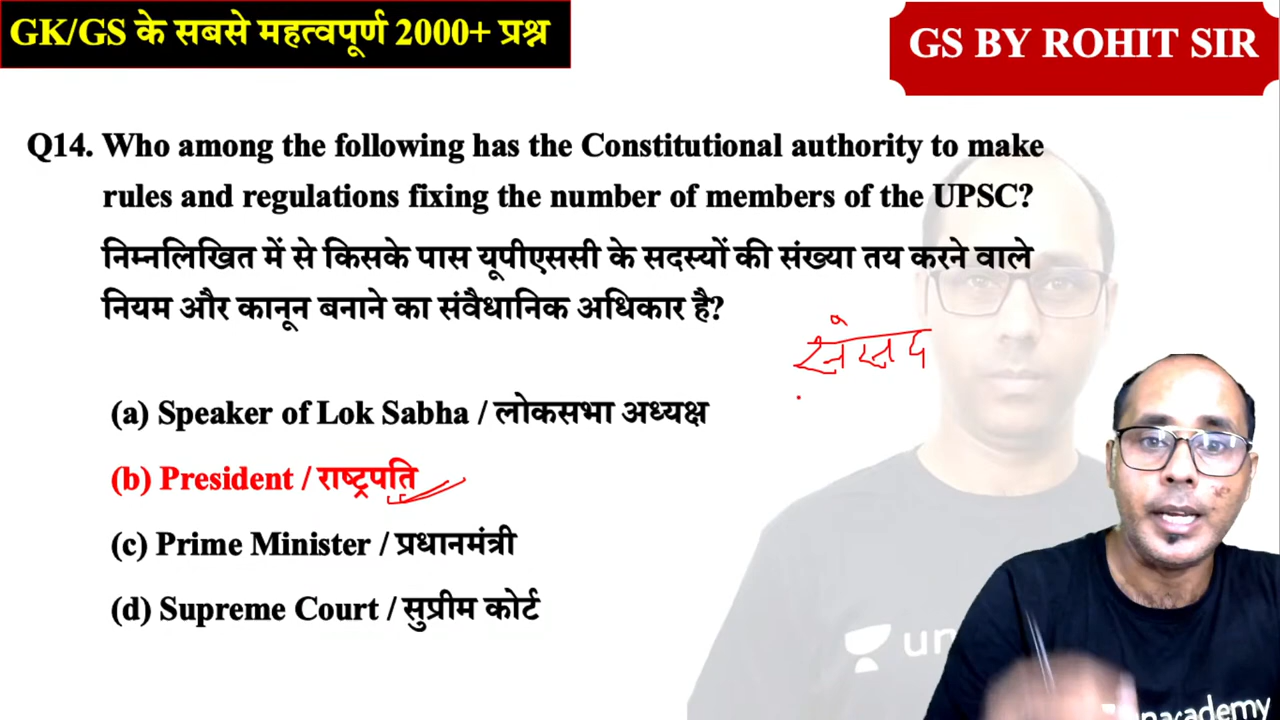 GK/GS के सबसे महत्वपूर्ण 2000+ प्रश्न
GS BY ROHIT SIR
Q14. Who among the following has the Constitutional authority to make
rules and regulations fixing the number of members of the UPSC?
निम्नलिखित में से किसके पास यूपीएससी के सदस्यों की संख्या तय करने वाले
नियम और कानून बनाने का संवैधानिक अधिकार है?
संसद
(a) Speaker of Lok Sabha / लोकसभा अध्यक्ष
(b) President / राष्ट्रपति
(c) Prime Minister / प्रधानमंत्री
(d) Supreme Court / सुप्रीम कोर्ट